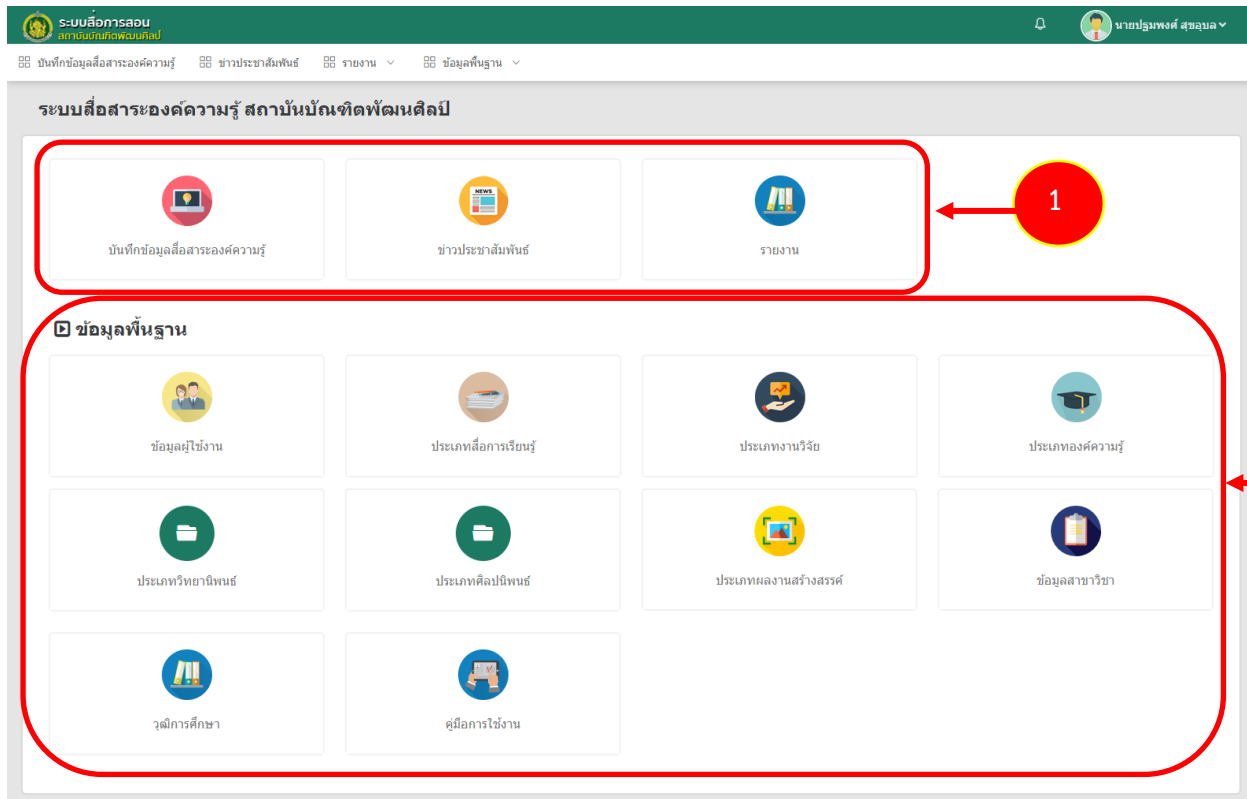 ระบบสื่อการสอน
สถาบันบัณฑิตพัฒนศิลป์
นายปฐมพงศ์ สุขอุบล
บันทึกข้อมูลสื่อสาระองค์ความรู้ ข่าวประชาสัมพันธ์ รายงาน ข้อมูลพื้นฐาน
ระบบสื่อสาระองค์ความรู้ สถาบันบัณฑิตพัฒนศิลป์
NEWS
1
บันทึกข้อมูลสื่อสาระองค์ความรู้ ข่าวประชาสัมพันธ์ รายงาน
ข้อมูลพื้นฐาน
ข้อมูลผู้ใช้งาน ประเภทสื่อการเรียนรู้ ประเภทงานวิจัย ประเภทองค์ความรู้
ประเภทวิทยานิพนธ์ ประเภทศิลปนิพนธ์ ประเภทผลงานสร้างสรรค์ ข้อมูลสาขาวิชา
วุฒิการศึกษา คู่มือการใช้งาน